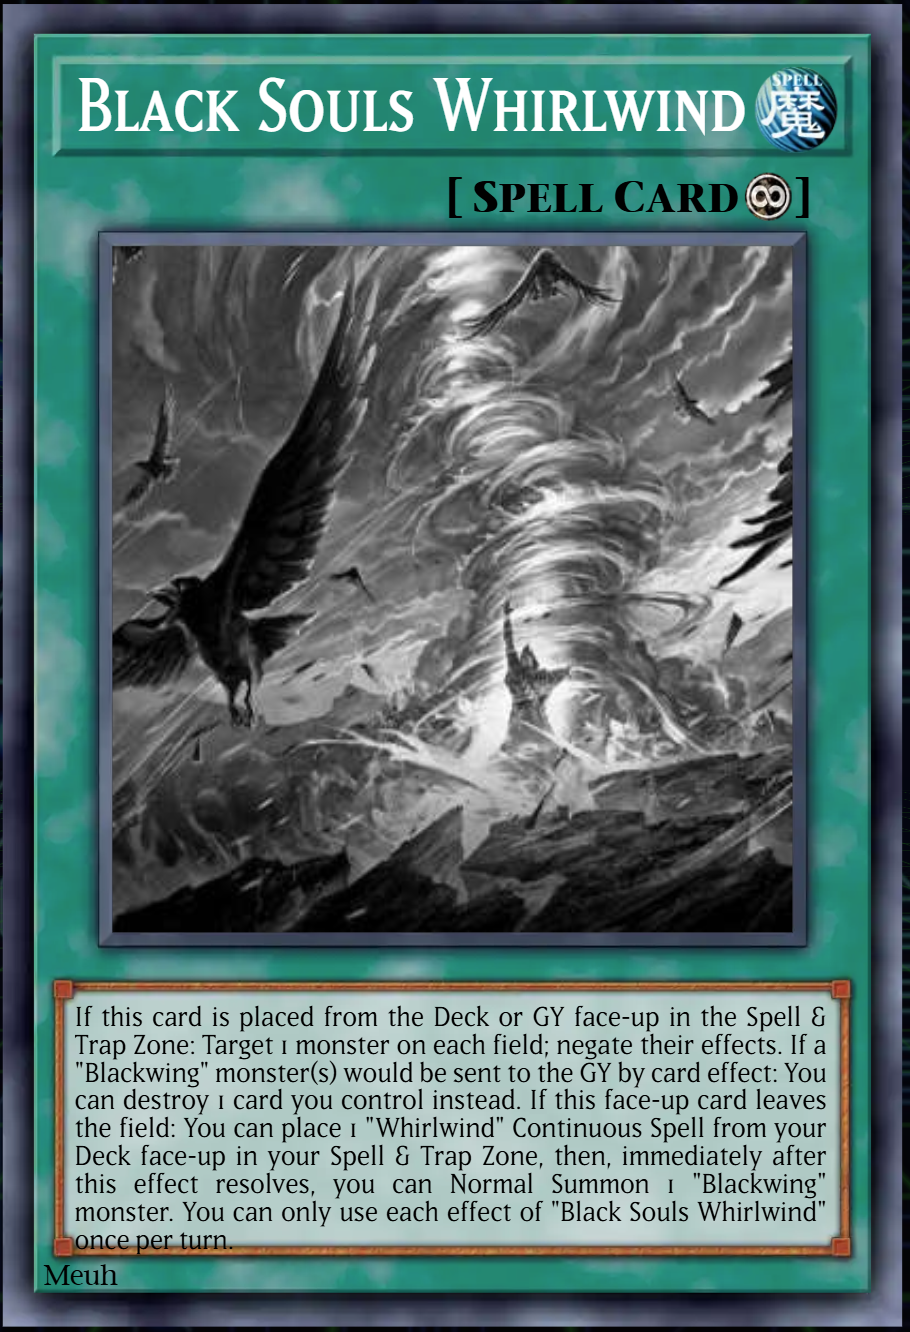 Black Souls Whirlwind
SPELL
魔
[ Spell Card ∞ ]
If this card is placed from the Deck or GY face-up in the Spell &
Trap Zone: Target 1 monster on each field; negate their effects. If a
"Blackwing" monster(s) would be sent to the GY by card effect: You
can destroy 1 card you control instead. If this face-up card leaves
the field: You can place 1 "Whirlwind" Continuous Spell from your
Deck face-up in your Spell & Trap Zone, then, immediately after
this effect resolves, you can Normal Summon 1 "Blackwing"
monster. You can only use each effect of "Black Souls Whirlwind"
once per turn.
Meuh